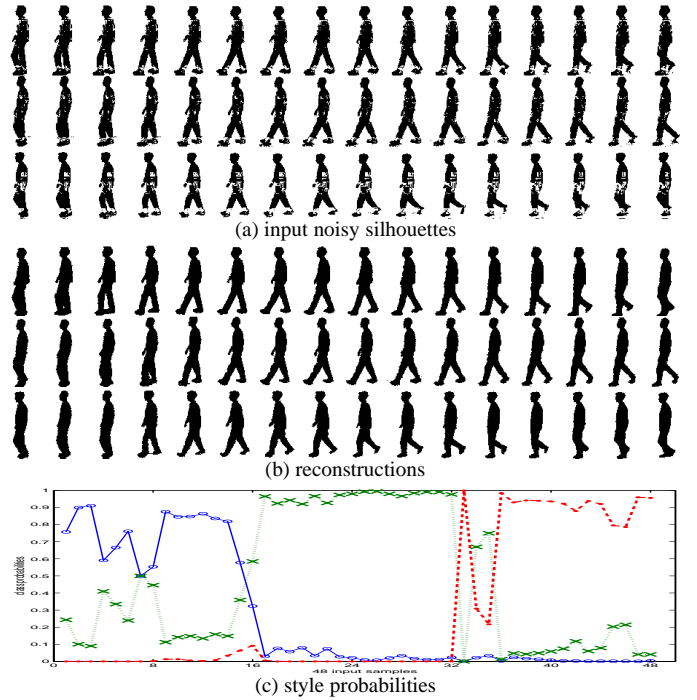 (a) input noisy silhouettes
(b) reconstructions
1
0.9
0.8
0.7
0.6
0.5
0.4
0.3
0.2
0.1
0
class probabilities
0 8 16 24 32 40 48
48 input samples
(c) style probabilities